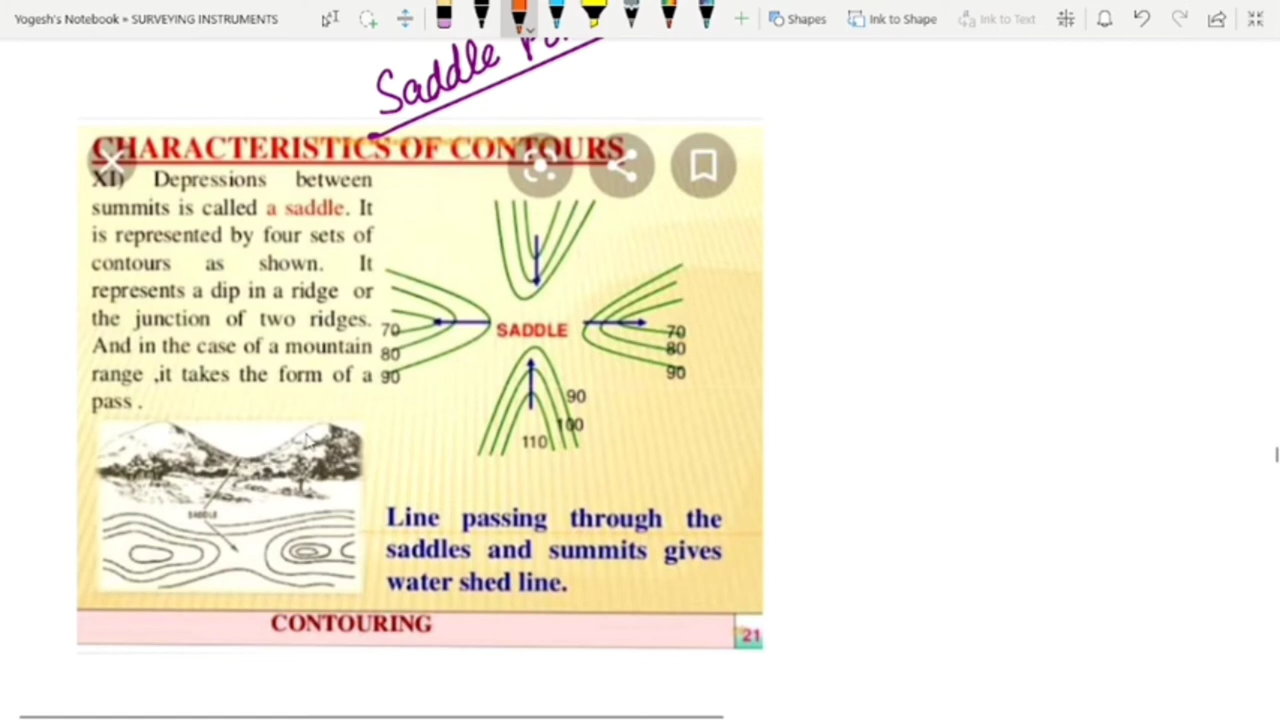 Yogesh's Notebook » SURVEYING INSTRUMENTS
Shapes
Ink to Shape
Ink to Text
Saddle
CHARACTERISTICS OF CONTOURS
XI) Depressions between
summits is called a saddle. It
is represented by four sets of
contours as shown. It
represents a dip in a ridge or
the junction of two ridges.
And in the case of a mountain
range ,it takes the form of a
pass .
70
80
90
SADDLE
70
80
90
90
100
110
SADDLE
Line passing through the
saddles and summits gives
water shed line.
CONTOURING
21